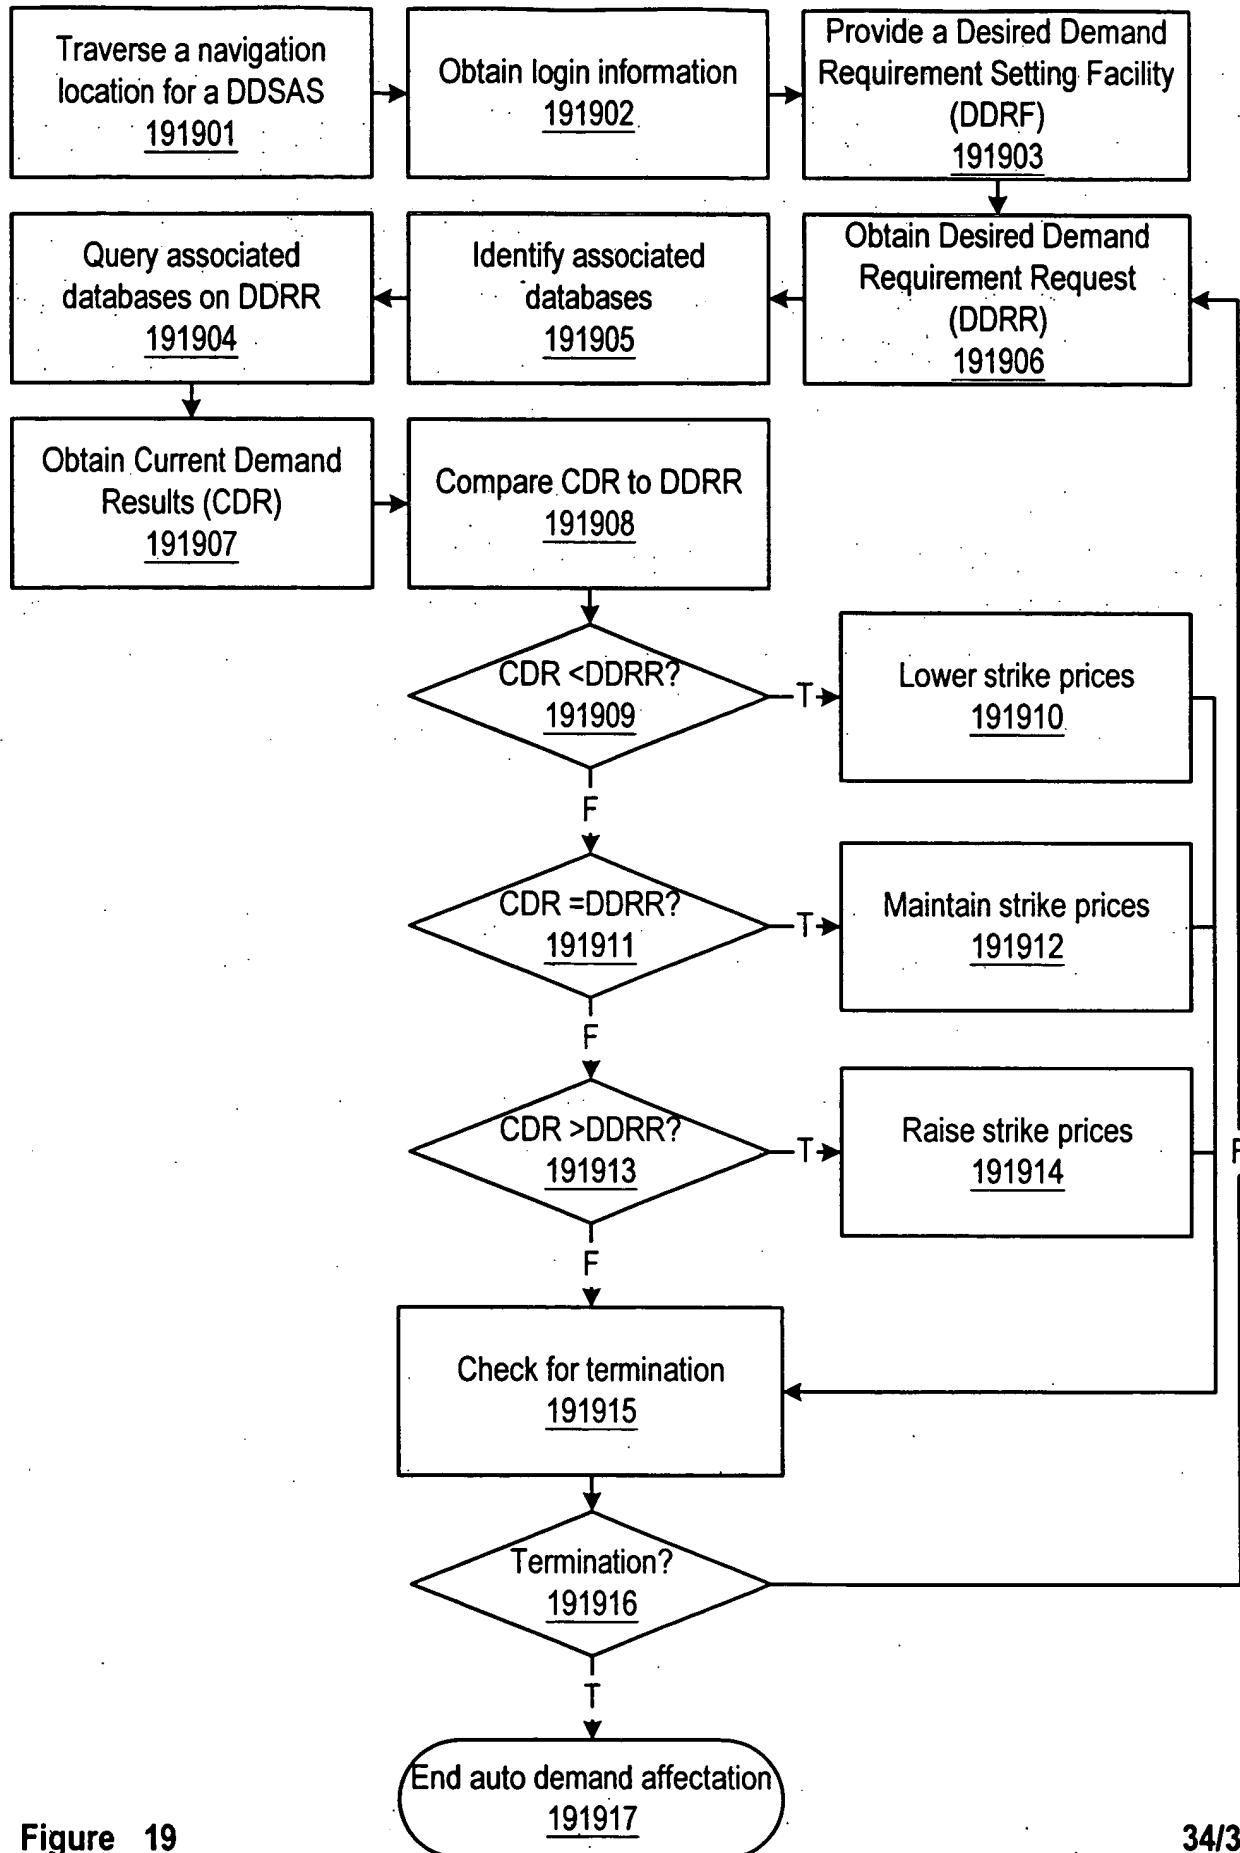 Traverse a navigation
location for a DDSAS
191901
Obtain login information
191902
Provide a Desired Demand
Requirement Setting Facility
(DDRF)
191903
Query associated
databases on DDRR
191904
Identify associated
databases
191905
Obtain Desired Demand
Requirement Request
(DDRR)
191906
Obtain Current Demand
Results (CDR)
191907
Compare CDR to DDRR
191908
CDR <DDRR?
191909
T
Lower strike prices
191910
F
CDR =DDRR?
191911
T
Maintain strike prices
191912
F
CDR >DDRR?
191913
T
Raise strike prices
191914
F
F
Check for termination
191915
Termination?
191916
T
End auto demand affectation
191917
Figure 19
34/3